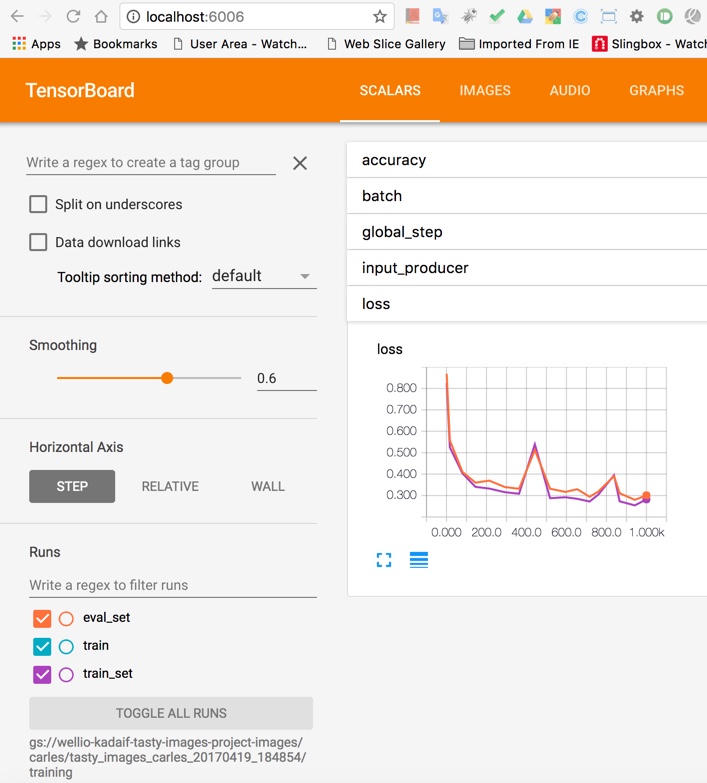 localhost:6006
Apps Bookmarks User Area - Watch... Web Slice Gallery Imported From IE Slingbox - Watch
TensorBoard SCALARS IMAGES AUDIO GRAPHS
Write a regex to create a tag group
Split on underscores
Data download links
Tooltip sorting method: default
Smoothing
0.6
Horizontal Axis
STEP RELATIVE WALL
Runs
Write a regex to filter runs
eval_set
train
train_set
TOGGLE ALL RUNS
gs://wellio-kadaif-tasty-images-project-images/
carles/tasty_images_carles_20170419_184854/
training
accuracy
batch
global_step
input_producer
loss
loss
0.800
0.700
0.600
0.500
0.400
0.300
0.000 200.0 400.0 600.0 800.0 1.000k